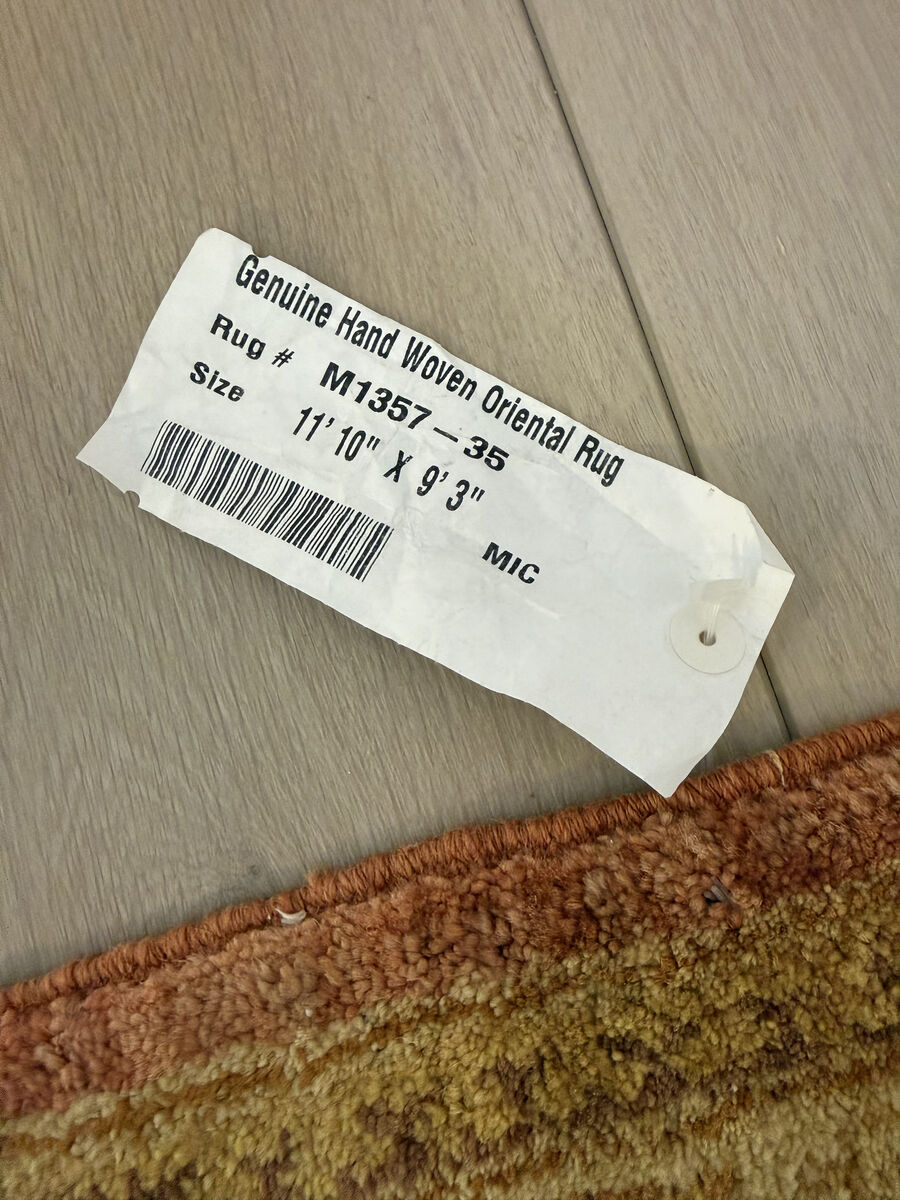 Genuine Hand Woven Oriental Rug
Rug # M1357-35
Size 11' 10" X 9' 3"
MIC